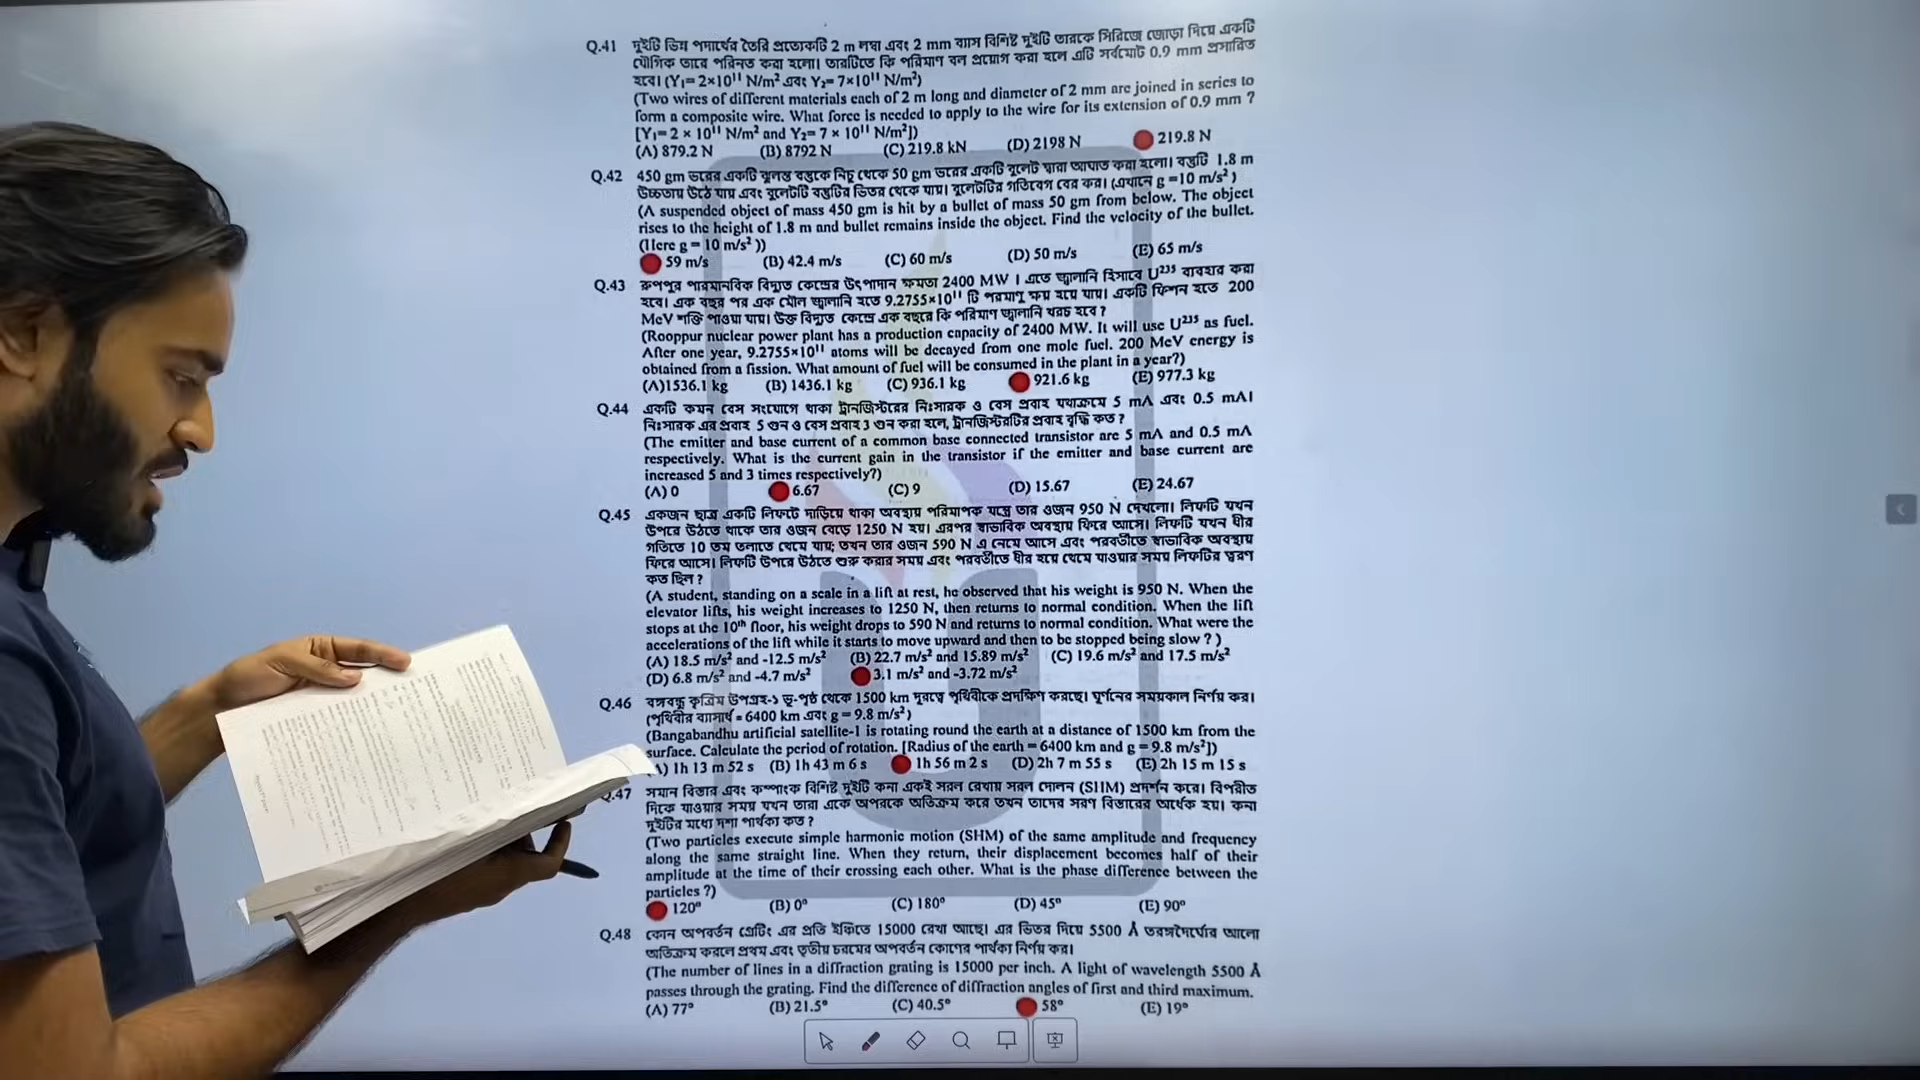 Q.41 দুইটি ভিন্ন পদার্থের তৈরি প্রত্যেকটি 2 m লম্বা এবং 2 mm ব্যাস বিশিষ্ট দুইটি তারকে সিরিজে জোড়া দিয়ে একটি
যৌগিক তারে পরিনত করা হলো। তারটিতে কি পরিমাণ বল প্রয়োগ করা হলে এটি সর্বমোট 0.9 mm প্রসারিত
হবে। (Y₁= 2×10¹¹ N/m² এবং Y₂= 7×10¹¹ N/m²)
(Two wires of different materials each of 2 m long and diameter of 2 mm are joined in series to
form a composite wire. What force is needed to apply to the wire for its extension of 0.9 mm ?
[Y₁= 2 × 10¹¹ N/m² and Y₂= 7 × 10¹¹ N/m²])
(A) 879.2 N (B) 8792 N (C) 219.8 kN (D) 2198 N 219.8 N
Q.42 450 gm ভরের একটি ঝুলন্ত বস্তুকে নিচ থেকে 50 gm ভরের একটি বুলেট দ্বারা আঘাত করা হলো। বস্তুটি 1.8 m
উচ্চতায় উঠে যায় এবং বুলেটটি বস্তুটির ভিতর থেকে যায়। বুলেটটির গতিবেগ বের কর। (এখানে g =10 m/s²)
(A suspended object of mass 450 gm is hit by a bullet of mass 50 gm from below. The object
rises to the height of 1.8 m and bullet remains inside the object. Find the velocity of the bullet.
(Here g = 10 m/s² ))
59 m/s (B) 42.4 m/s (C) 60 m/s (D) 50 m/s (E) 65 m/s
Q.43 রুপপুর পারমানবিক বিদ্যুত কেন্দ্রের উৎপাদান ক্ষমতা 2400 MW । এতে জ্বালানি হিসাবে U²³⁵ ব্যবহার করা
হবে। এক বছর পর এক মৌল জ্বালানি হতে 9.2755×10¹¹ টি পরমাণু ক্ষয় হয়ে যায়। একটি ফিশন হতে 200
MeV শক্তি পাওয়া যায়। উক্ত বিদ্যুত কেন্দ্রে এক বছরে কি পরিমাণ জ্বালানি খরচ হবে ?
(Rooppur nuclear power plant has a production capacity of 2400 MW. It will use U²³⁵ as fuel.
After one year, 9.2755×10¹¹ atoms will be decayed from one mole fuel. 200 MeV energy is
obtained from a fission. What amount of fuel will be consumed in the plant in a year?)
(A)1536.1 kg (B) 1436.1 kg (C) 936.1 kg 921.6 kg (E) 977.3 kg
Q.44 একটি কমন বেস সংযোগে থাকা ট্রানজিস্টরের নিঃসারক ও বেস প্রবাহ যথাক্রমে 5 mA এবং 0.5 mA।
নিঃসারক এর প্রবাহ 5 গুন ও বেস প্রবাহ 3 গুন করা হলে, ট্রানজিস্টরটির প্রবাহ বৃদ্ধি কত ?
(The emitter and base current of a common base connected transistor are 5 mA and 0.5 mA
respectively. What is the current gain in the transistor if the emitter and base current are
increased 5 and 3 times respectively?)
(A) 0 6.67 (C) 9 (D) 15.67 (E) 24.67
Q.45 একজন ছাত্র একটি লিফটে দাড়িয়ে থাকা অবস্থায় পরিমাপক যন্ত্রে তার ওজন 950 N দেখলো। লিফটি যখন
উপরে উঠতে থাকে তার ওজন বেড়ে 1250 N হয়। এরপর স্বাভাবিক অবস্থায় ফিরে আসে। লিফটি যখন ধীর
গতিতে 10 তম তলাতে থেমে যায়; তখন তার ওজন 590 N এ নেমে আসে এবং পরবর্তীতে স্বাভাবিক অবস্থায়
ফিরে আসে। লিফটি উপরে উঠতে শুরু করার সময় এবং পরবর্তীতে ধীর হয়ে থেমে যাওয়ার সময় লিফটির ত্বরণ
কত ছিল ?
(A student, standing on a scale in a lift at rest, he observed that his weight is 950 N. When the
elevator lifts, his weight increases to 1250 N, then returns to normal condition. When the lift
stops at the 10ᵗʰ floor, his weight drops to 590 N and returns to normal condition. What were the
accelerations of the lift while it starts to move upward and then to be stopped being slow ? )
(A) 18.5 m/s² and -12.5 m/s² (B) 22.7 m/s² and 15.89 m/s² (C) 19.6 m/s² and 17.5 m/s²
(D) 6.8 m/s² and -4.7 m/s² 3.1 m/s² and -3.72 m/s²
Q.46 বঙ্গবন্ধু কৃত্রিম উপগ্রহ-১ ভূ-পৃষ্ঠ থেকে 1500 km দূরত্বে পৃথিবীকে প্রদক্ষিণ করছে। ঘূর্ণনের সময়কাল নির্ণয় কর।
(পৃথিবীর ব্যাসার্ধ = 6400 km এবং g = 9.8 m/s²)
(Bangabandhu artificial satellite-1 is rotating round the earth at a distance of 1500 km from the
surface. Calculate the period of rotation. [Radius of the earth = 6400 km and g = 9.8 m/s²])
A) 1h 13 m 52 s (B) 1h 43 m 6 s 1h 56 m 2 s (D) 2h 7 m 55 s (E) 2h 15 m 15 s
Q.47 সমান বিস্তার এবং কম্পাংক বিশিষ্ট দুইটি কনা একই সরল রেখায় সরল দোলন (SHM) প্রদর্শন করে। বিপরীত
দিকে যাওয়ার সময় যখন তারা একে অপরকে অতিক্রম করে তখন তাদের সরণ বিস্তারের অর্ধেক হয়। কনা
দুইটির মধ্যে দশা পার্থক্য কত ?
(Two particles execute simple harmonic motion (SHM) of the same amplitude and frequency
along the same straight line. When they return, their displacement becomes half of their
amplitude at the time of their crossing each other. What is the phase difference between the
particles ?)
120° (B) 0° (C) 180° (D) 45° (E) 90°
Q.48 কোন অপবর্তন গ্রেটিং এর প্রতি ইঞ্চিতে 15000 রেখা আছে। এর ভিতর দিয়ে 5500 Å তরঙ্গদৈর্ঘ্যের আলো
অতিক্রম করলে প্রথম এবং তৃতীয় চরমের অপবর্তন কোণের পার্থক্য নির্ণয় কর।
(The number of lines in a diffraction grating is 15000 per inch. A light of wavelength 5500 Å
passes through the grating. Find the difference of diffraction angles of first and third maximum.
(A) 77° (B) 21.5° (C) 40.5° 58° (E) 19°